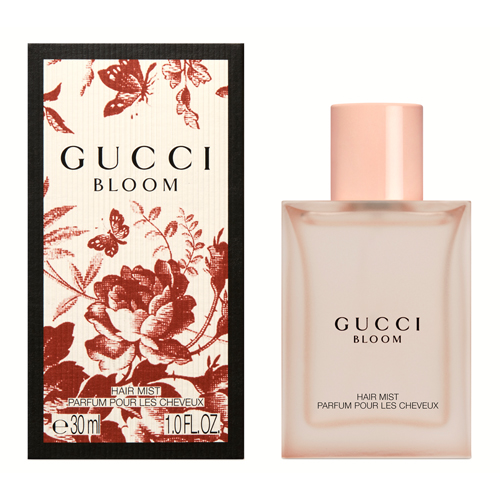 GUCCI
BLOOM
HAIR MIST
PARFUM POUR LES CHEVEUX
℮30 ml 1.0 FL.OZ.
GUCCI
BLOOM
HAIR MIST
PARFUM POUR LES CHEVEUX